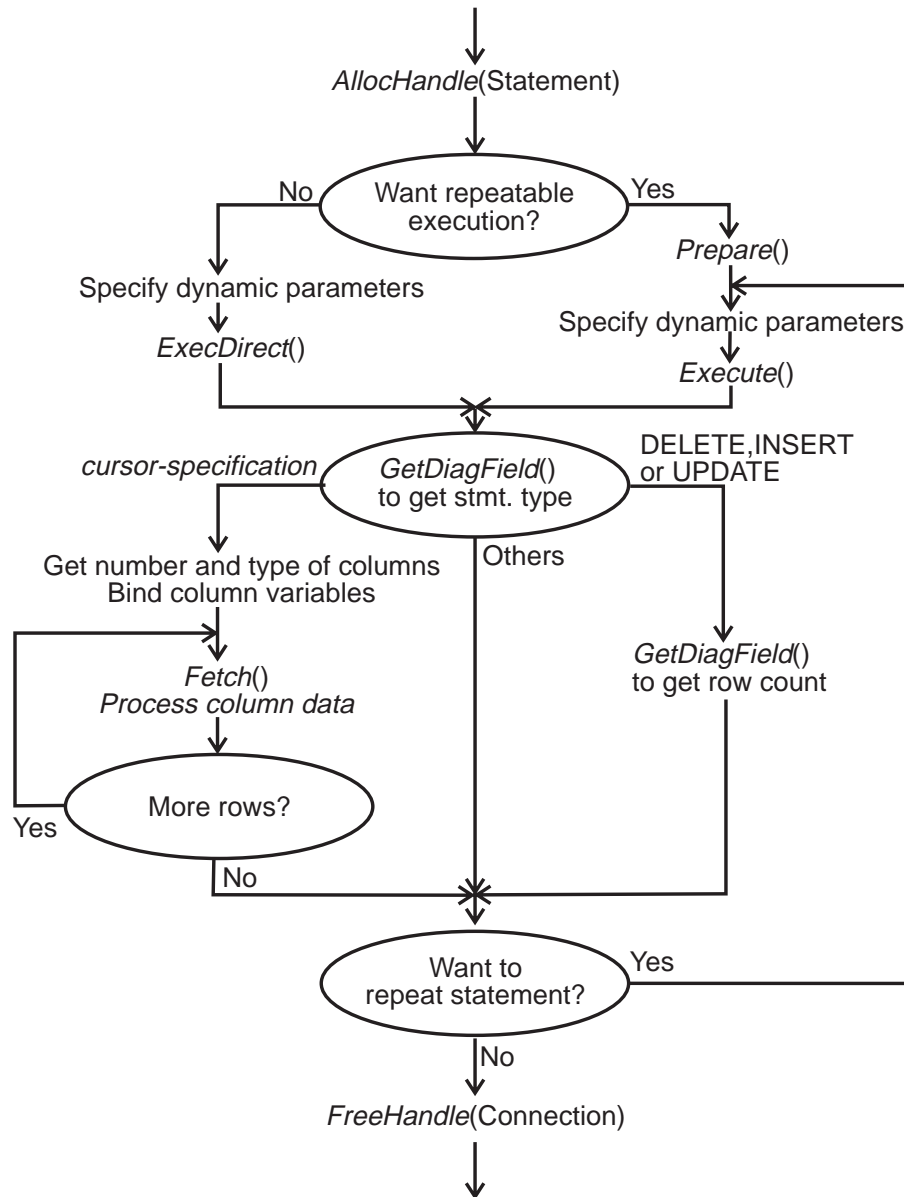 AllocHandle(Statement)
No
Want repeatable
execution?
Yes
Prepare()
Specify dynamic parameters
Specify dynamic parameters
ExecDirect()
Execute()
cursor-specification
GetDiagField()
to get stmt. type
DELETE,INSERT
or UPDATE
Others
Get number and type of columns
Bind column variables
GetDiagField()
to get row count
Fetch()
Process column data
More rows?
Yes
No
Want to
repeat statement?
Yes
No
FreeHandle(Connection)